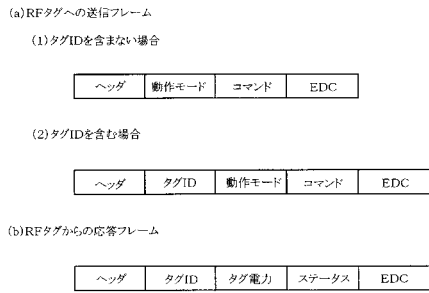 (a)RFタグへの送信フレーム
(1)タグIDを含まない場合
ヘッダ 動作モード コマンド EDC
(2)タグIDを含む場合
ヘッダ タグID 動作モード コマンド EDC
(b)RFタグからの応答フレーム
ヘッダ タグID タグ電力 ステータス EDC